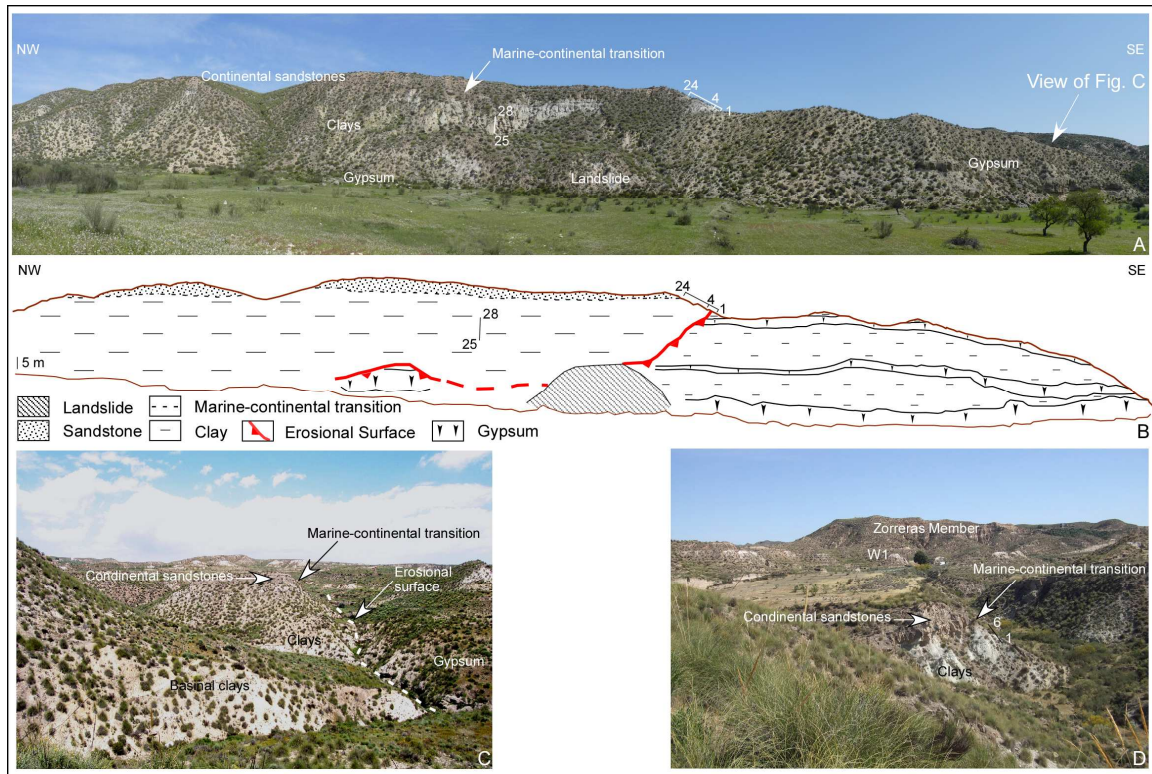 NW
SE
Marine-continental transition
Continental sandstones
View of Fig. C
24
4
1
28
25
Clays
Gypsum
Landslide
Gypsum
A
NW
SE
24
4
1
28
25
5 m
Landslide
Marine-continental transition
Sandstone
Clay
Erosional Surface
Gypsum
B
Marine-continental transition
Condinental sandstones
Erosional
surface
Clays
Gypsum
Basinal clays
C
Zorreras Member
W1
Marine-continental transition
Condinental sandstones
6
1
Clays
D